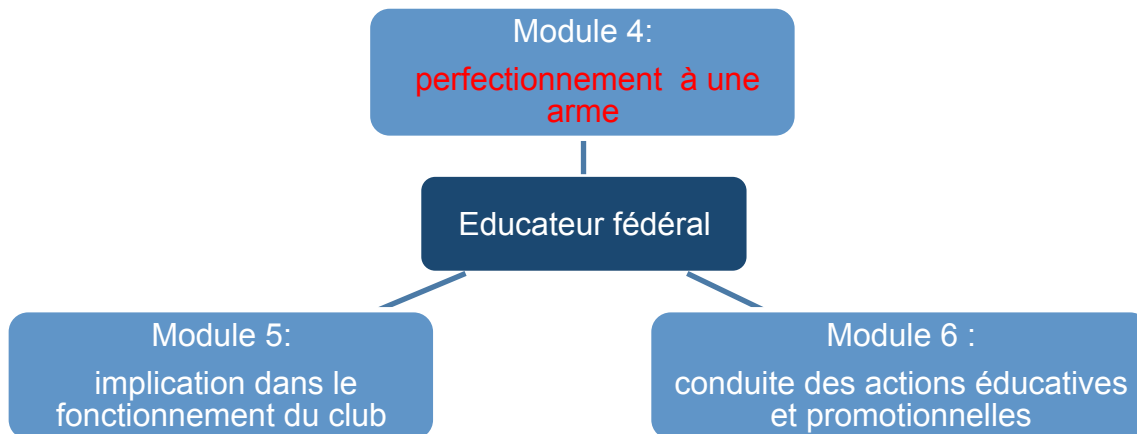 Module 4:
perfectionnement à une
arme
Educateur fédéral
Module 5:
implication dans le
fonctionnement du club
Module 6 :
conduite des actions éducatives
et promotionnelles